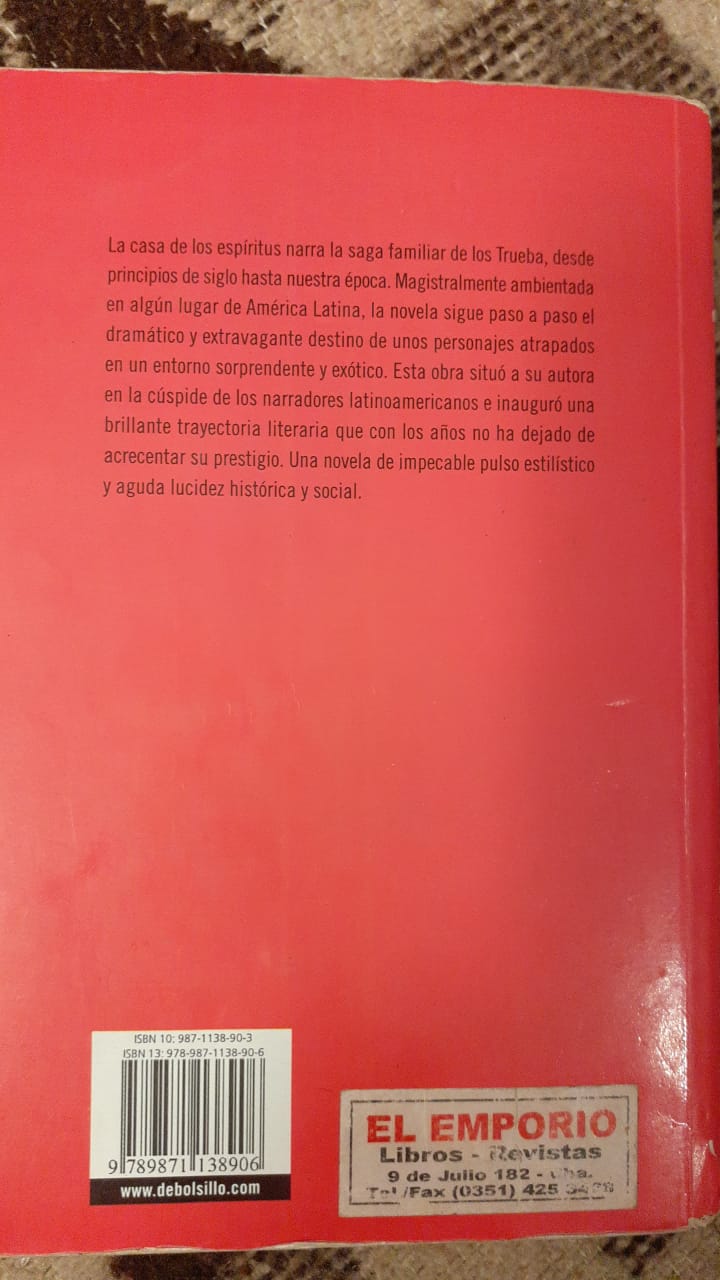 La casa de los espíritus narra la saga familiar de los Trueba, desde
principios de siglo hasta nuestra época. Magistralmente ambientada
en algún lugar de América Latina, la novela sigue paso a paso el
dramático y extravagante destino de unos personajes atrapados
en un entorno sorprendente y exótico. Esta obra situó a su autora
en la cúspide de los narradores latinoamericanos e inauguró una
brillante trayectoria literaria que con los años no ha dejado de
acrecentar su prestigio. Una novela de impecable pulso estilístico
y aguda lucidez histórica y social.
ISBN 10: 987-1138-90-3
ISBN 13: 978-987-1138-90-6
9 789871 138906
www.debolsillo.com
EL EMPORIO
Libros - Revistas
9 de Julio 182 - Cba.
Tel/Fax (0351) 425